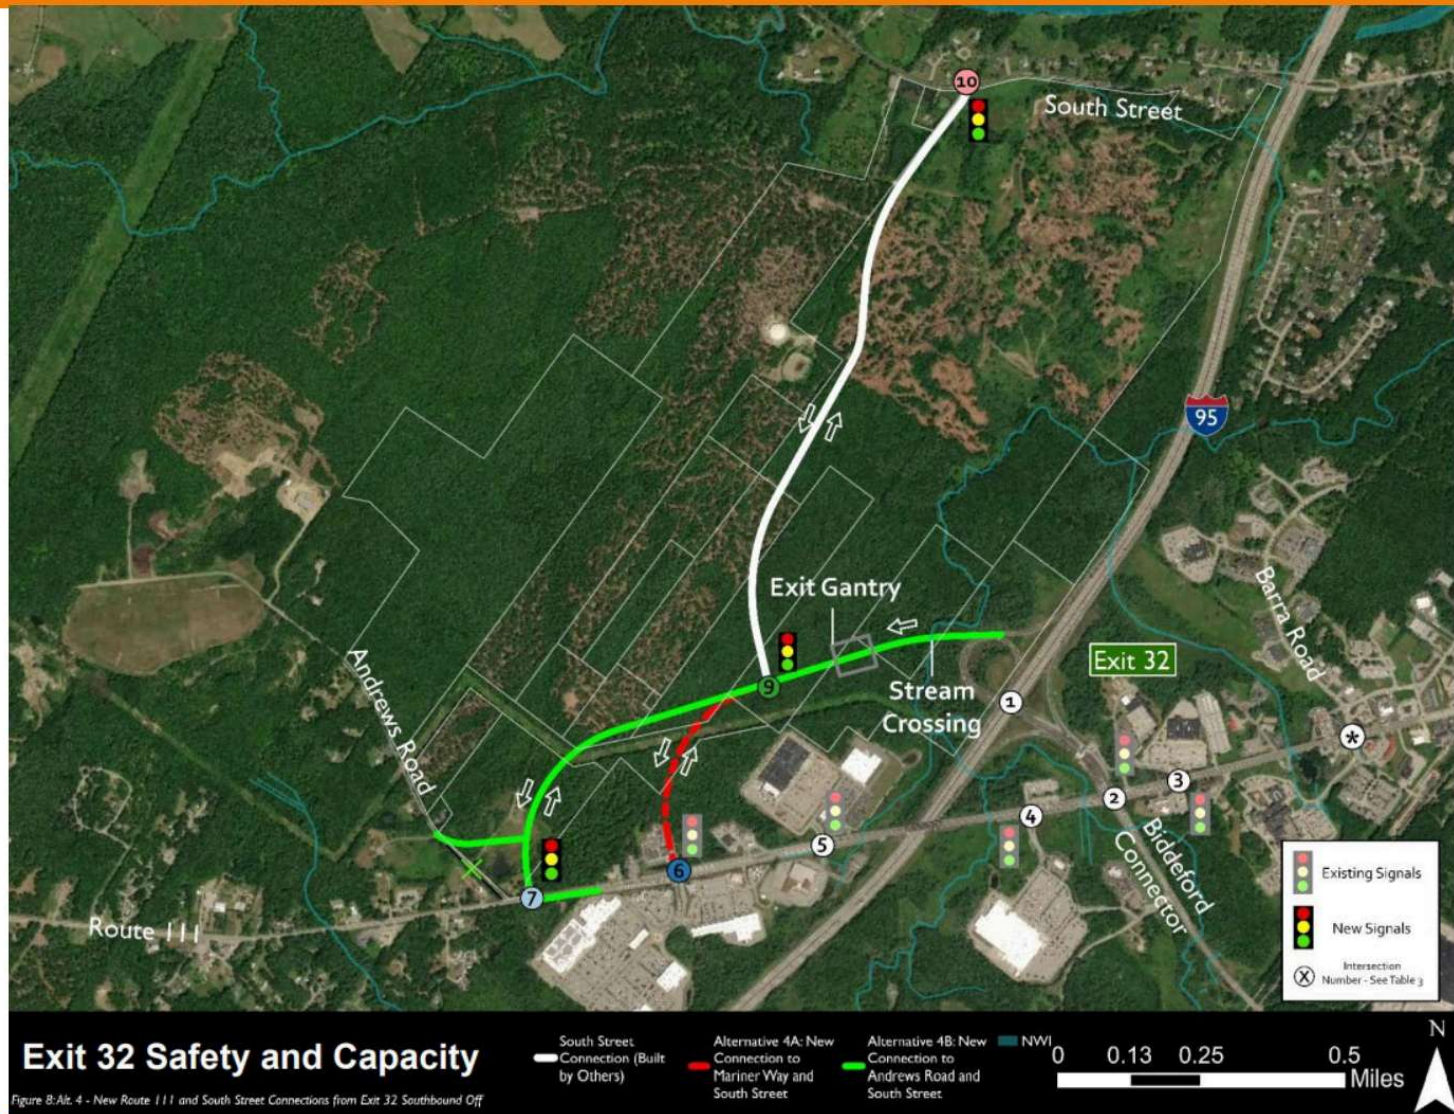 10
South Street
95
Exit Gantry
9
Exit 32
Barra Road
Stream
Crossing
1
Andrews Road
*
3
2
4
5
6
7
Biddeford
Connector
Route 111
Existing Signals
New Signals
X
Intersection
Number - See Table 3
Exit 32 Safety and Capacity
Figure 8: Alt. 4 - New Route 111 and South Street Connections from Exit 32 Southbound Off
South Street
Connection (Built
by Others)
Alternative 4A: New
Connection to
Mariner Way and
South Street
Alternative 4B: New
Connection to
Andrews Road and
South Street
NWI
0 0.13 0.25 0.5
Miles
N